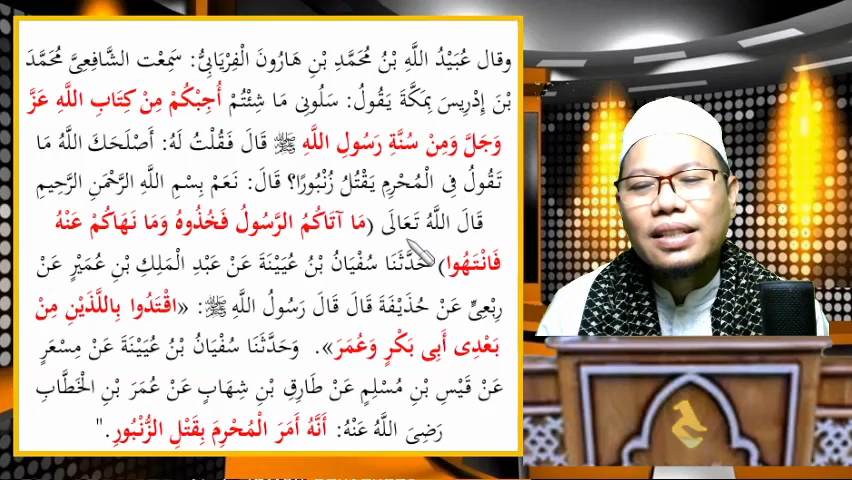 وقال عُبَيْدُ اللَّهِ بْنُ مُحَمَّدِ بْنِ هَارُونَ الْفِرْيَابِيُّ: سَمِعْت الشَّافِعِيَّ مُحَمَّدَ
بْنَ إدْرِيسَ بِمَكَّةَ يَقُولُ: سَلُونِي مَا شِئْتُمْ أُجِبْكُمْ مِنْ كِتَابِ اللَّهِ عَزَّ
وَجَلَّ وَمِنْ سُنَّةِ رَسُولِ اللَّهِ ﷺ قَالَ فَقُلْتُ لَهُ: أَصْلَحَكَ اللَّهُ مَا
تَقُولُ فِي الْمُحْرِمِ يَقْتُلُ زُنْبُورًا؟ قَالَ: نَعَمْ بِسْمِ اللَّهِ الرَّحْمَنِ الرَّحِيمِ
قَالَ اللَّهُ تَعَالَى (مَا آتَاكُمُ الرَّسُولُ فَخُذُوهُ وَمَا نَهَاكُمْ عَنْهُ
فَانْتَهُوا) حَدَّثَنَا سُفْيَانُ بْنُ عُيَيْنَةَ عَنْ عَبْدِ الْمَلِكِ بْنِ عُمَيْرٍ عَنْ
رِبْعِيٍّ عَنْ حُذَيْفَةَ قَالَ قَالَ رَسُولُ اللَّهِ ﷺ: «اقْتَدُوا بِاللَّذَيْنِ مِنْ
بَعْدِي أَبِي بَكْرٍ وَعُمَرَ». وَحَدَّثَنَا سُفْيَانُ بْنُ عُيَيْنَةَ عَنْ مِسْعَرٍ
عَنْ قَيْسِ بْنِ مُسْلِمٍ عَنْ طَارِقِ بْنِ شِهَابٍ عَنْ عُمَرَ بْنِ الْخَطَّابِ
رَضِيَ اللَّهُ عَنْهُ: أَنَّهُ أَمَرَ الْمُحْرِمَ بِقَتْلِ الزُّنْبُورِ."